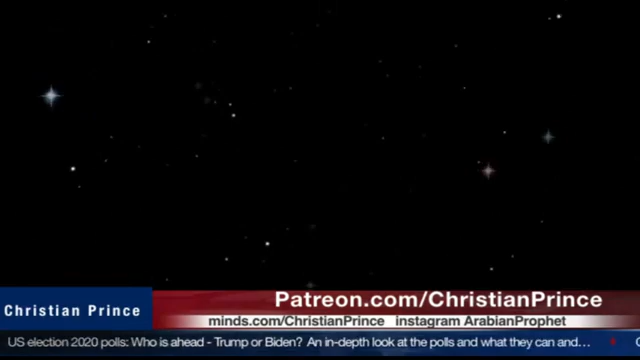 Patreon.com/ChristianPrince
Christian Prince
minds.com/ChristianPrince instagram ArabianProphet
US election 2020 polls: Who is ahead - Trump or Biden? An in-depth look at the polls and what they can and…